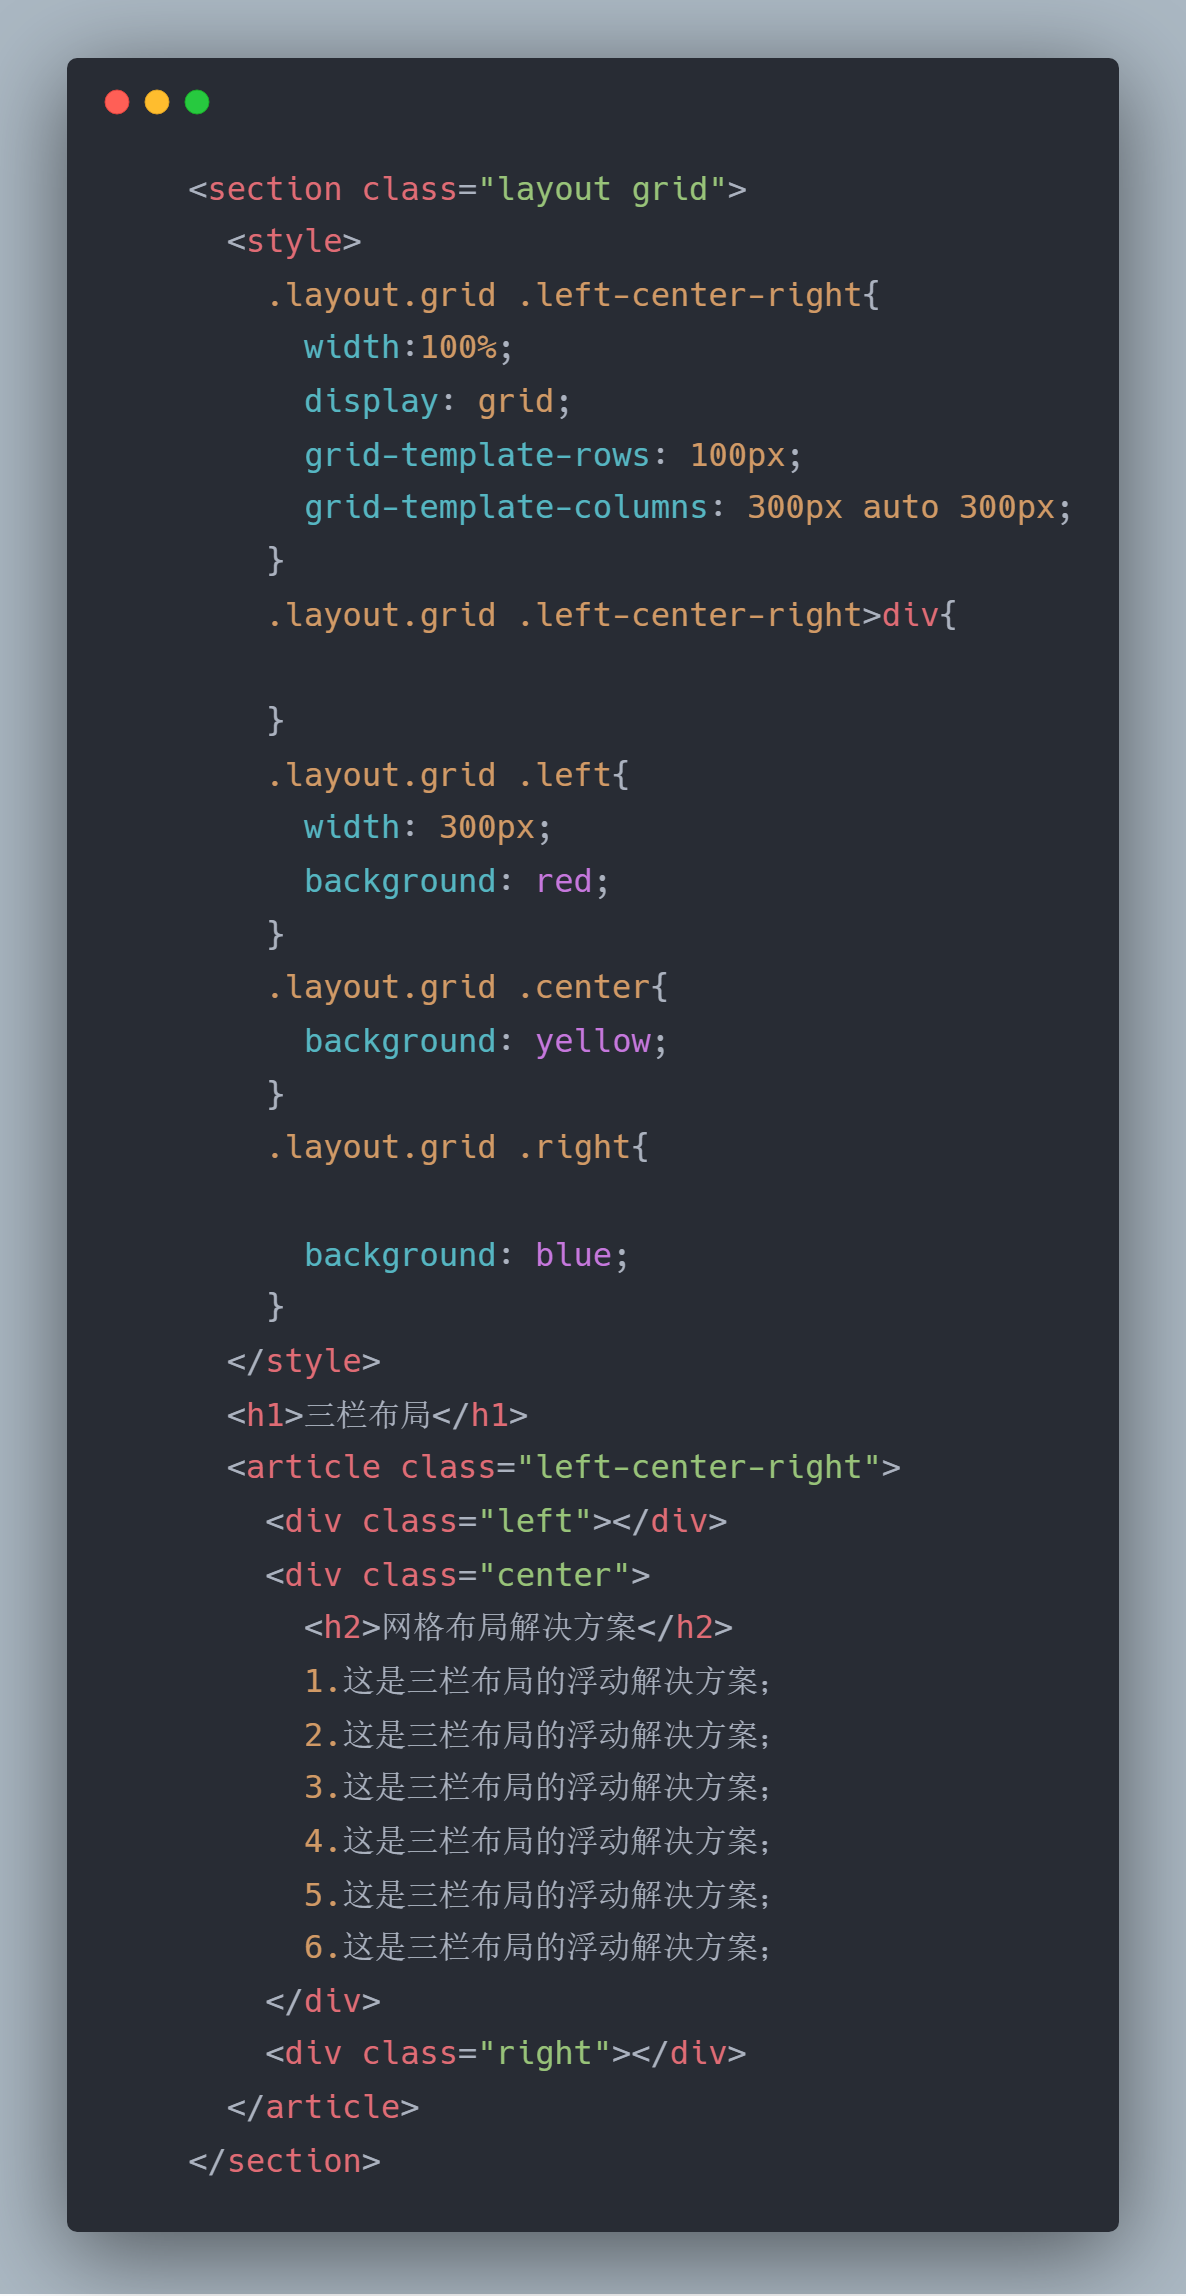 <section class="layout grid">
<style>
.layout.grid .left-center-right{
width:100%;
display: grid;
grid-template-rows: 100px;
grid-template-columns: 300px auto 300px;
}
.layout.grid .left-center-right>div{
}
.layout.grid .left{
width: 300px;
background: red;
}
.layout.grid .center{
background: yellow;
}
.layout.grid .right{
background: blue;
}
</style>
<h1>三栏布局</h1>
<article class="left-center-right">
<div class="left"></div>
<div class="center">
<h2>网格布局解决方案</h2>
1.这是三栏布局的浮动解决方案；
2.这是三栏布局的浮动解决方案；
3.这是三栏布局的浮动解决方案；
4.这是三栏布局的浮动解决方案；
5.这是三栏布局的浮动解决方案；
6.这是三栏布局的浮动解决方案；
</div>
<div class="right"></div>
</article>
</section>